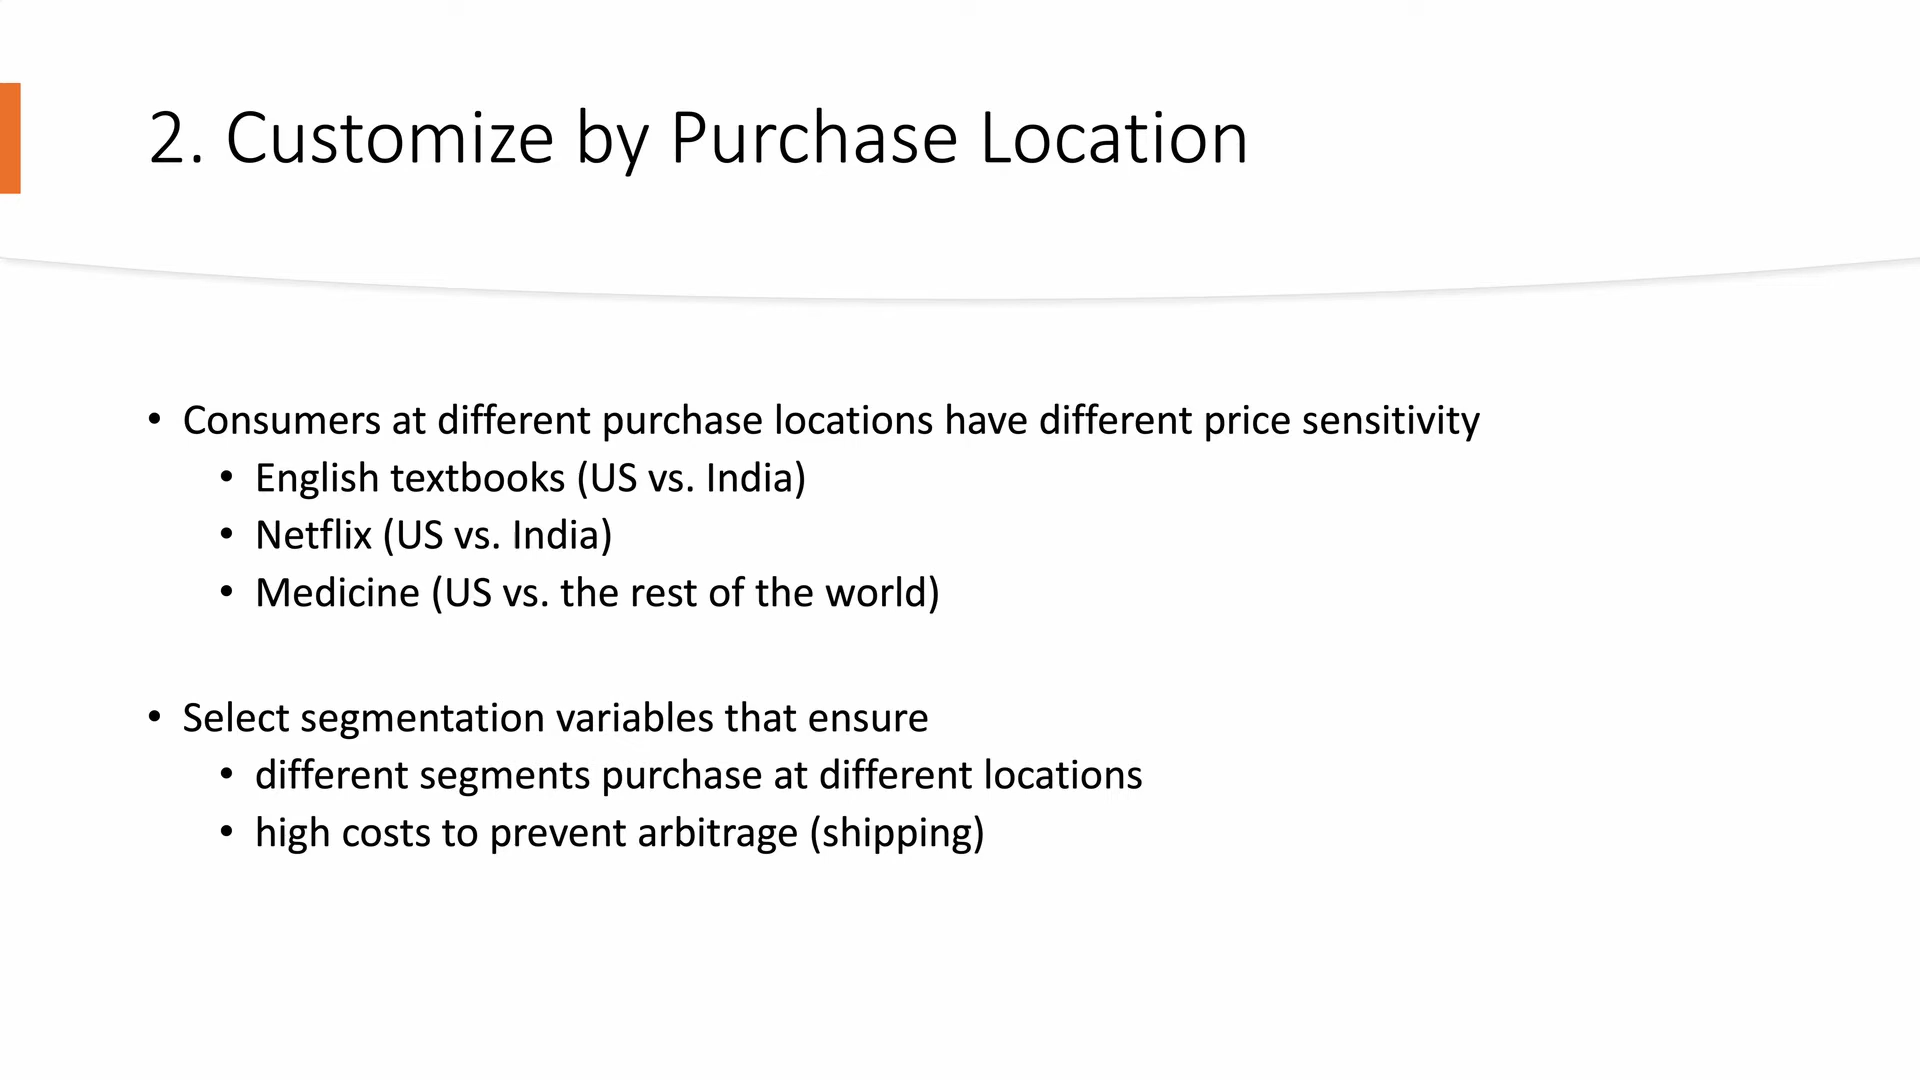 2. Customize by Purchase Location
• Consumers at different purchase locations have different price sensitivity
• English textbooks (US vs. India)
• Netflix (US vs. India)
• Medicine (US vs. the rest of the world)
• Select segmentation variables that ensure
• different segments purchase at different locations
• high costs to prevent arbitrage (shipping)